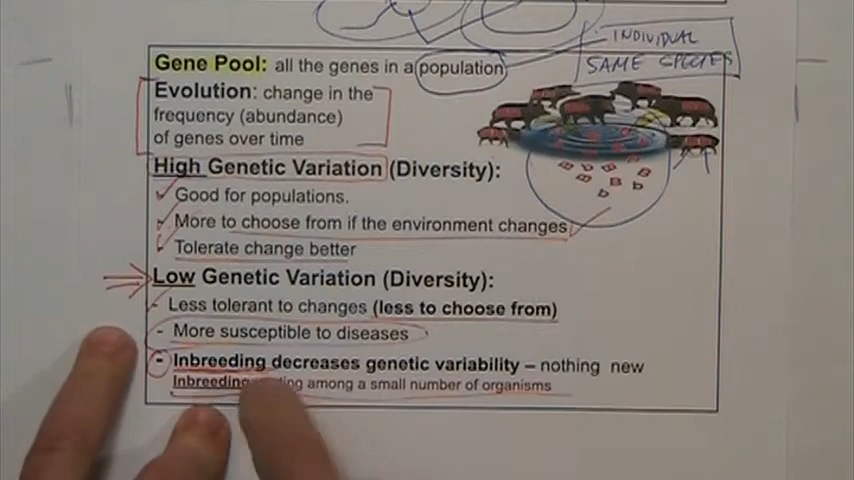 INDIVIDUAL
SAME SPECIES
Gene Pool: all the genes in a population
Evolution: change in the
frequency (abundance)
of genes over time
High Genetic Variation (Diversity):
Good for populations.
More to choose from if the environment changes
Tolerate change better
Low Genetic Variation (Diversity):
- Less tolerant to changes (less to choose from)
- More susceptible to diseases
- Inbreeding decreases genetic variability – nothing new
Inbreeding among a small number of organisms